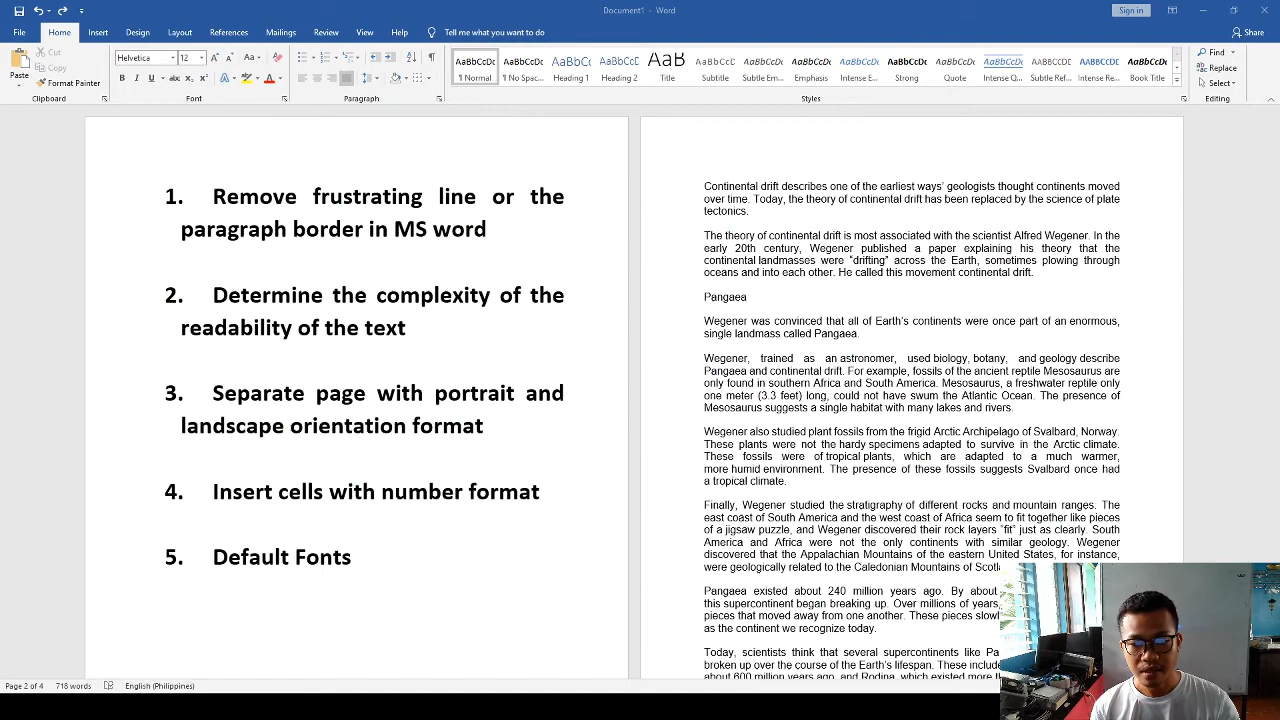 Document1 - Word
Sign in
File Home Insert Design Layout References Mailings Review View Help Tell me what you want to do
Share
Paste
Cut
Copy
Format Painter
Clipboard
Helvetica 12
Font
Paragraph
AaBbCcDc AaBbCcDc AaBbCc AaBbCc AaB AaBbCcDc AaBbCcDc AaBbCcDc AaBbCcDc AaBbCcDc AaBbCcDc AaBbCcDc AABBCCDC AABBCCDC AaBbCcDc
¶ Normal ¶ No Spac... Heading 1 Heading 2 Title Subtitle Subtle Em... Emphasis Intense E... Strong Quote Intense Q... Subtle Ref... Intense Re... Book Title
Styles
Find
Replace
Select
Editing
1. Remove frustrating line or the
paragraph border in MS word
2. Determine the complexity of the
readability of the text
3. Separate page with portrait and
landscape orientation format
4. Insert cells with number format
5. Default Fonts
Continental drift describes one of the earliest ways' geologists thought continents moved
over time. Today, the theory of continental drift has been replaced by the science of plate
tectonics.
The theory of continental drift is most associated with the scientist Alfred Wegener. In the
early 20th century, Wegener published a paper explaining his theory that the
continental landmasses were “drifting” across the Earth, sometimes plowing through
oceans and into each other. He called this movement continental drift.
Pangaea
Wegener was convinced that all of Earth's continents were once part of an enormous,
single landmass called Pangaea.
Wegener, trained as an astronomer, used biology, botany, and geology describe
Pangaea and continental drift. For example, fossils of the ancient reptile Mesosaurus are
only found in southern Africa and South America. Mesosaurus, a freshwater reptile only
one meter (3.3 feet) long, could not have swum the Atlantic Ocean. The presence of
Mesosaurus suggests a single habitat with many lakes and rivers.
Wegener also studied plant fossils from the frigid Arctic Archipelago of Svalbard, Norway.
These plants were not the hardy specimens adapted to survive in the Arctic climate.
These fossils were of tropical plants, which are adapted to a much warmer,
more humid environment. The presence of these fossils suggests Svalbard once had
a tropical climate.
Finally, Wegener studied the stratigraphy of different rocks and mountain ranges. The
east coast of South America and the west coast of Africa seem to fit together like pieces
of a jigsaw puzzle, and Wegener discovered their rock layers “fit” just as clearly. South
America and Africa were not the only continents with similar geology. Wegener
discovered that the Appalachian Mountains of the eastern United States, for instance,
were geologically related to the Caledonian Mountains of
Pangaea existed about 240 million years ago. By about
this supercontinent began breaking up. Over millions of years,
pieces that moved away from one another. These pieces
as the continent we recognize today.
Today, scientists think that several supercontinents like
broken up over the course of the Earth's lifespan. These
about 600 million years ago, and Rodina, which existed more
Page 2 of 4 718 words English (Philippines)